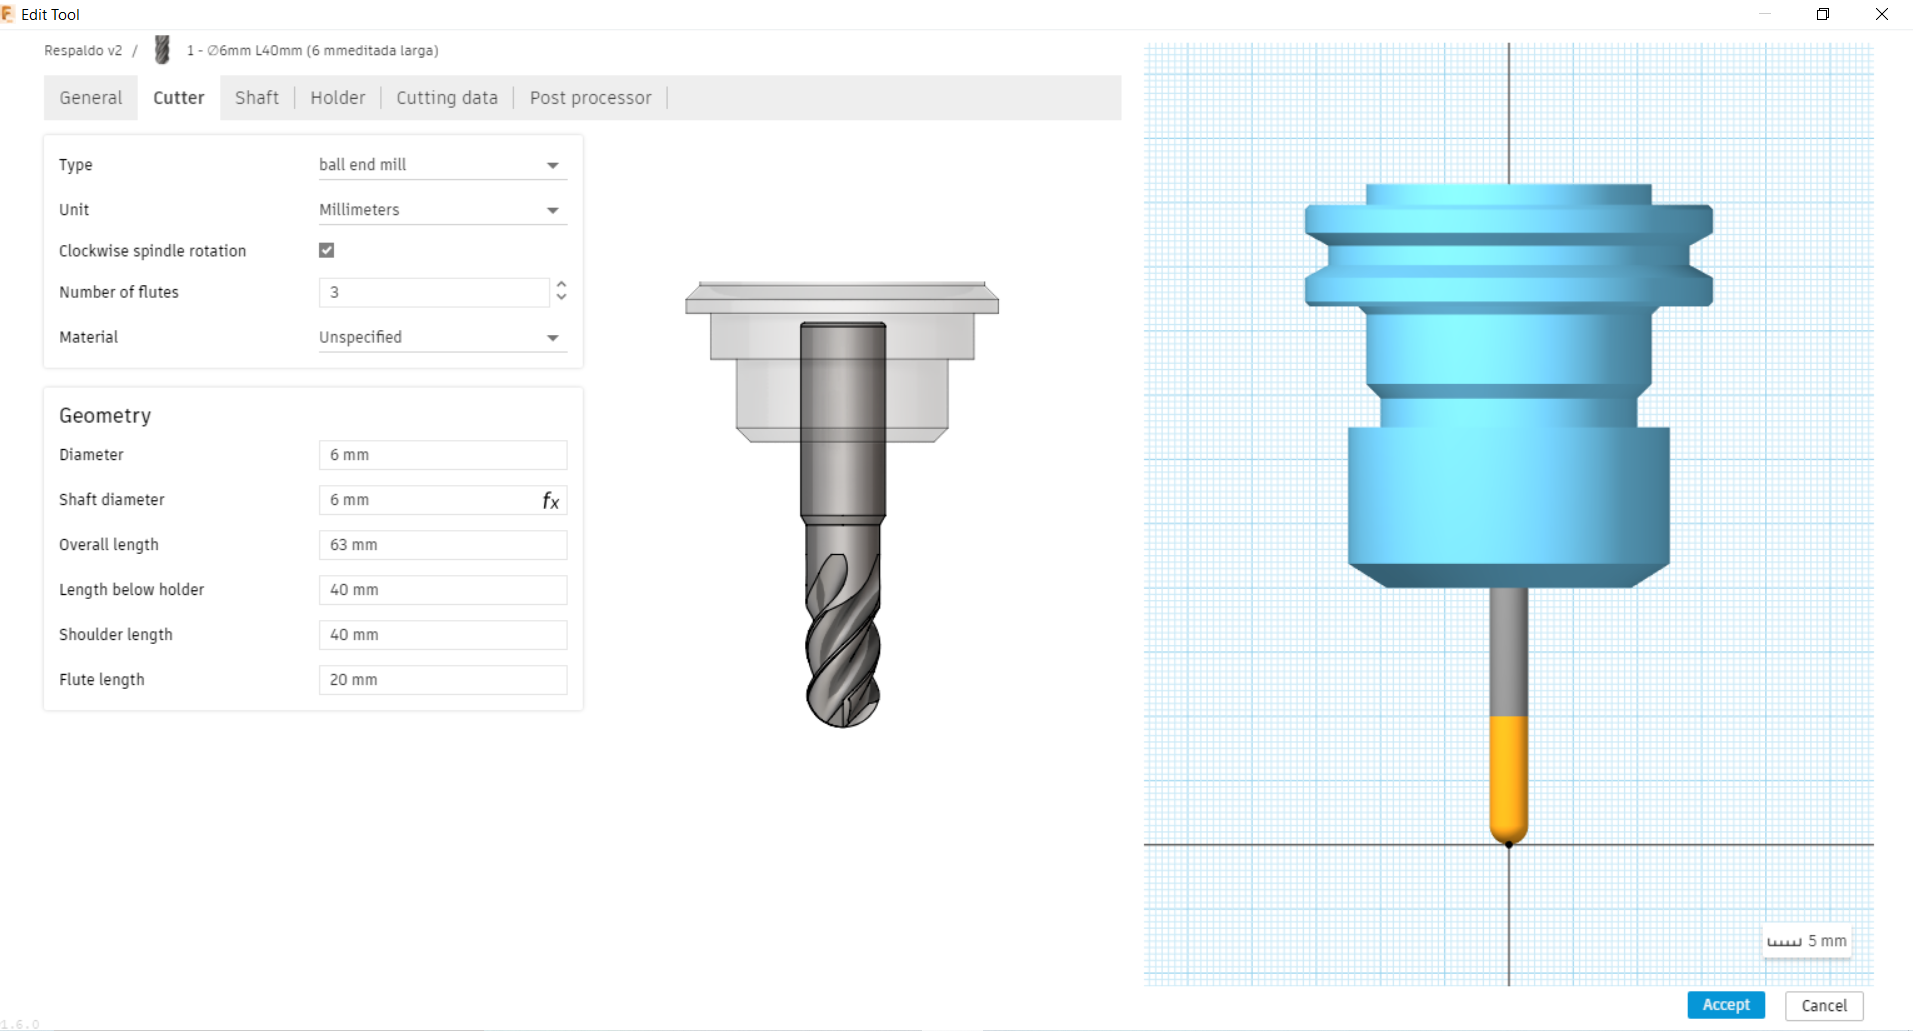 Edit Tool
Respaldo v2 / 1 - Ø6mm L40mm (6 mmeditada larga)
General Cutter Shaft Holder Cutting data Post processor
Type ball end mill
Unit Millimeters
Clockwise spindle rotation
Number of flutes 3
Material Unspecified
Geometry
Diameter 6 mm
Shaft diameter 6 mm fx
Overall length 63 mm
Length below holder 40 mm
Shoulder length 40 mm
Flute length 20 mm
5 mm
Accept Cancel
1.6.0